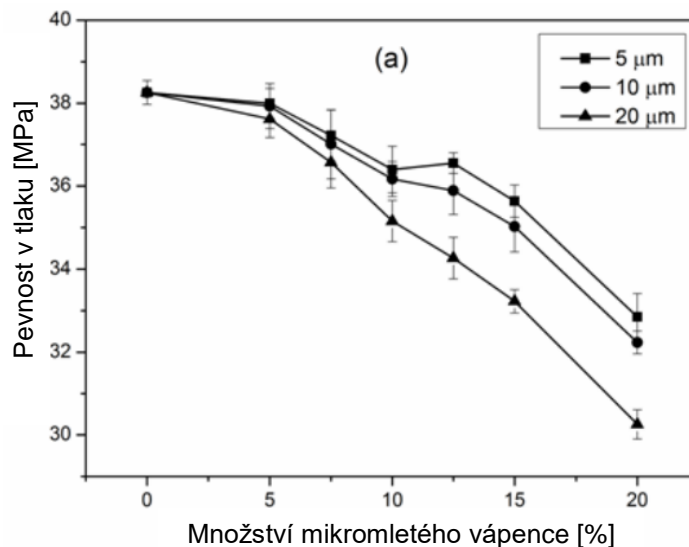 40
38
36
34
32
30
Pevnost v tlaku [MPa]
(a)
5 μm
10 μm
20 μm
0 5 10 15 20
Množství mikromletého vápence [%]